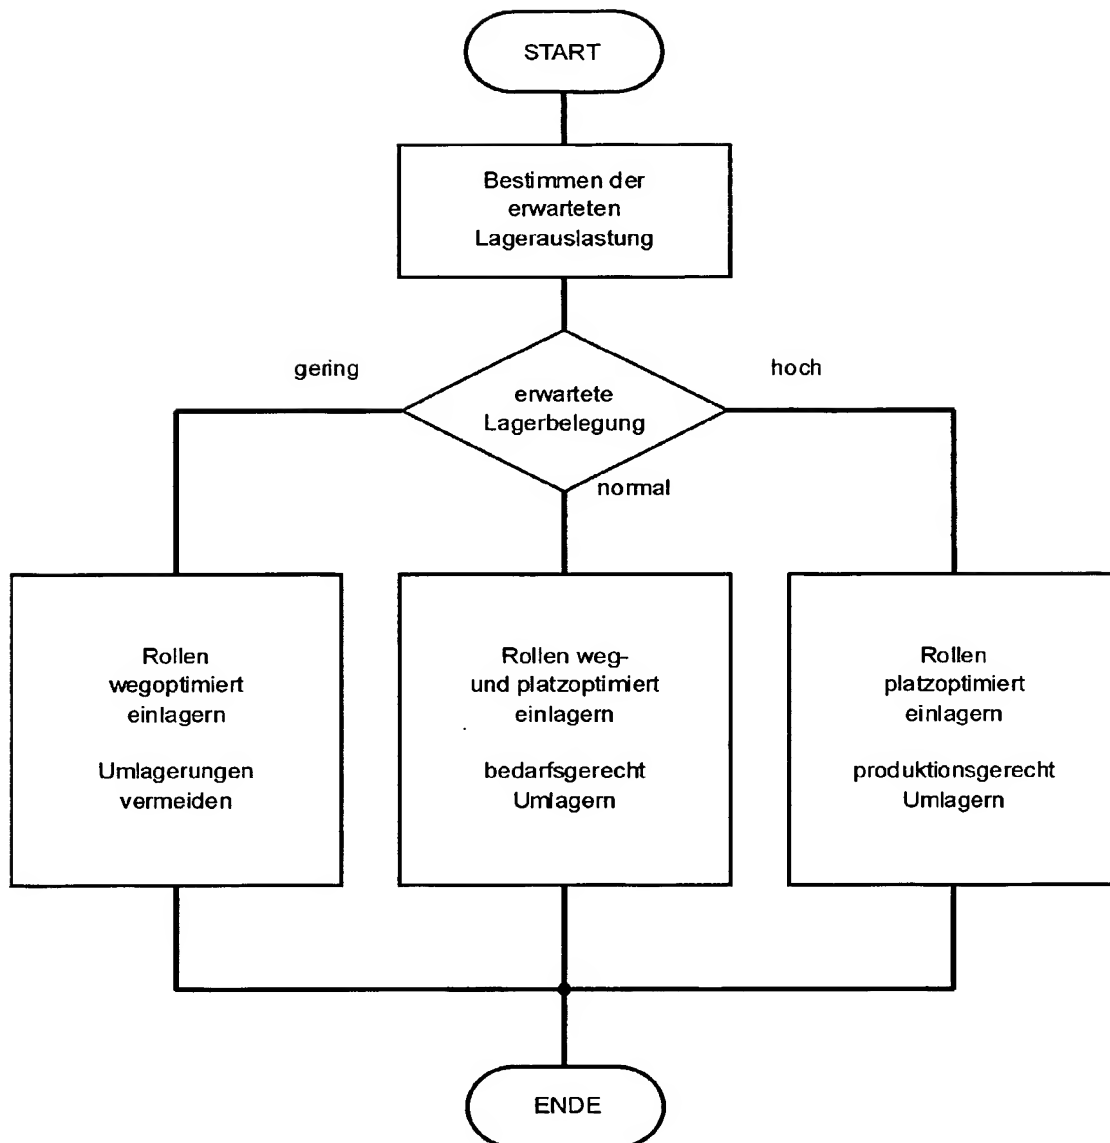 START
Bestimmen der
erwarteten
Lagerauslastung
gering
hoch
erwartete
Lagerbelegung
normal
Rollen
wegoptimiert
einlagern
Umlagerungen
vermeiden
Rollen weg-
und platzoptimiert
einlagern
bedarfsgerecht
Umlagern
Rollen
platzoptimiert
einlagern
produktionsgerecht
Umlagern
ENDE